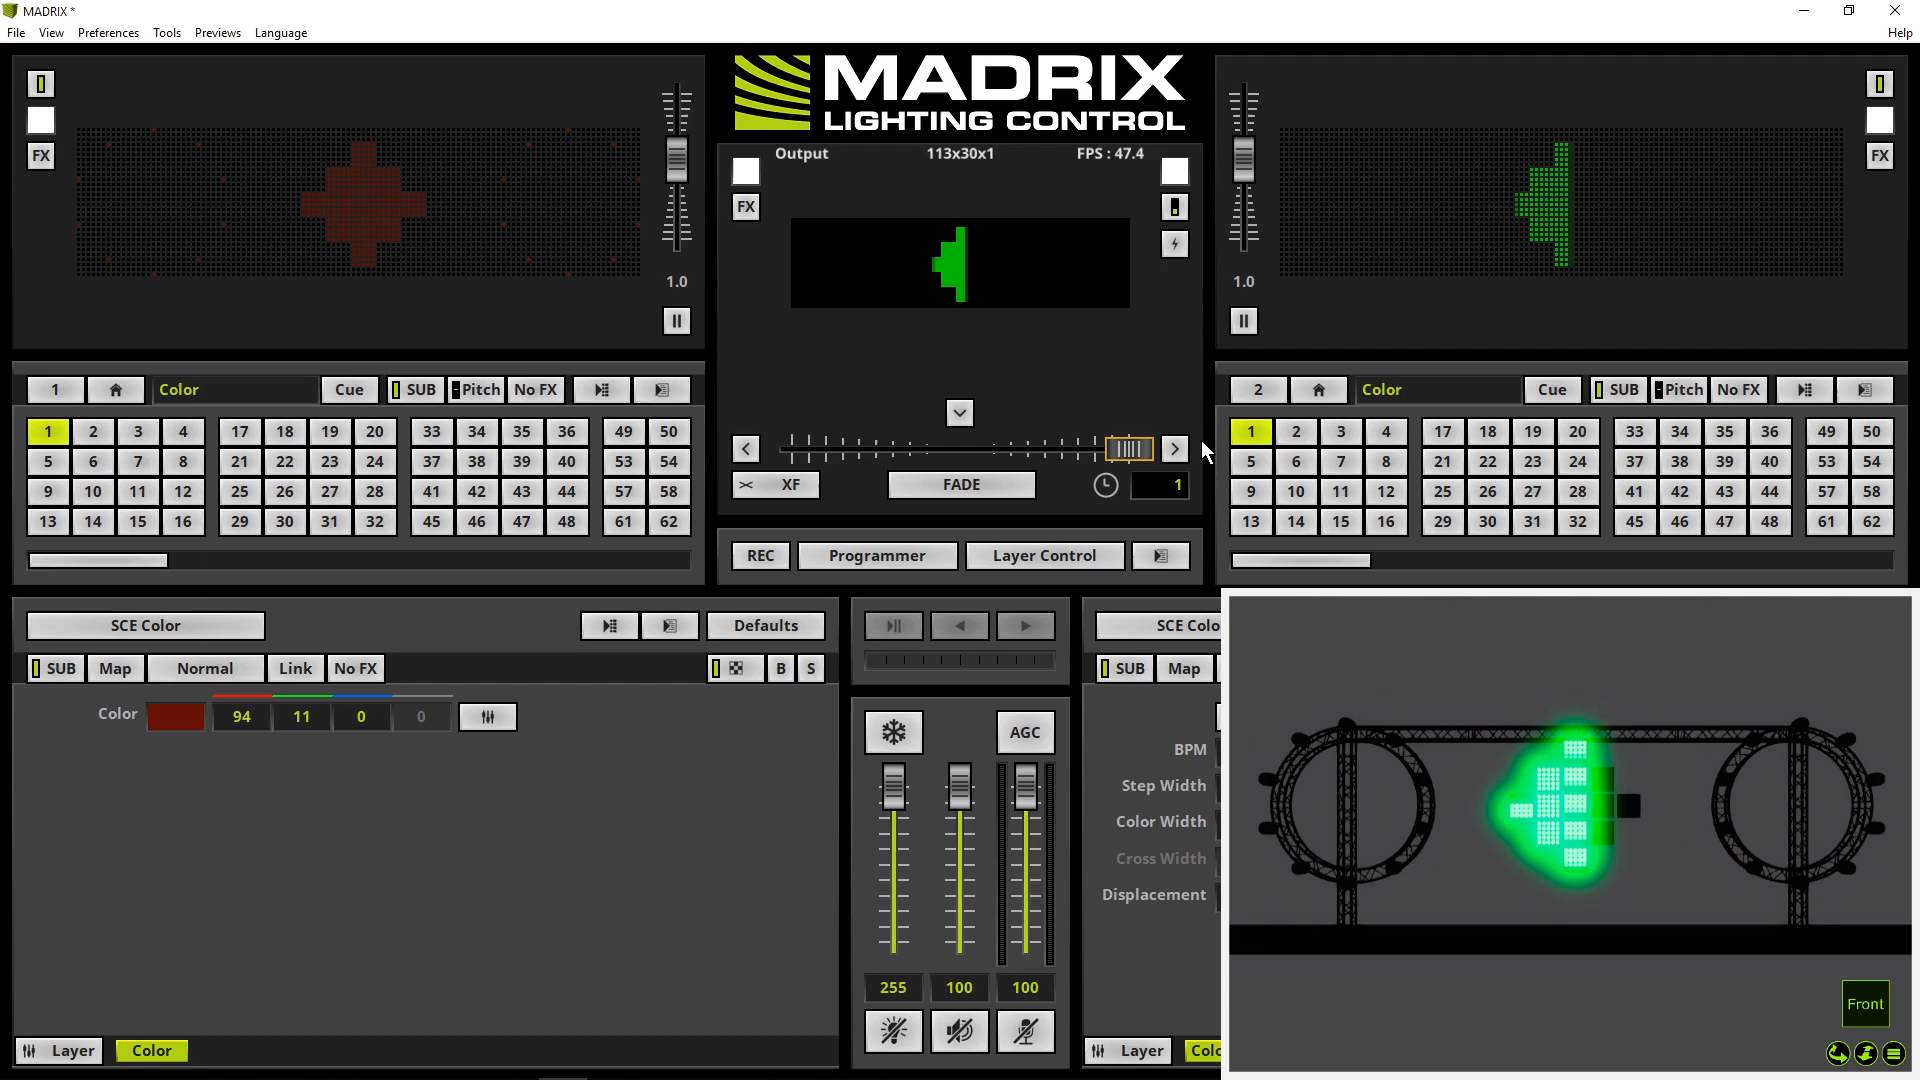 MADRIX *
File View Preferences Tools Previews Language Help
MADRIX
LIGHTING CONTROL
Output 113x30x1 FPS : 47.4
FX
FX
FX
1.0
1.0
1 Color Cue SUB Pitch No FX
1 2 3 4 17 18 19 20 33 34 35 36 49 50
5 6 7 8 21 22 23 24 37 38 39 40 53 54
9 10 11 12 25 26 27 28 41 42 43 44 57 58
13 14 15 16 29 30 31 32 45 46 47 48 61 62
XF FADE 1
REC Programmer Layer Control
2 Color Cue SUB Pitch No FX
1 2 3 4 17 18 19 20 33 34 35 36 49 50
5 6 7 8 21 22 23 24 37 38 39 40 53 54
9 10 11 12 25 26 27 28 41 42 43 44 57 58
13 14 15 16 29 30 31 32 45 46 47 48 61 62
SCE Color Defaults
SUB Map Normal Link No FX B S
Color 94 11 0 0
Layer Color
AGC
255 100 100
SCE Colo
SUB Map
BPM
Step Width
Color Width
Cross Width
Displacement
Layer Colo
Front